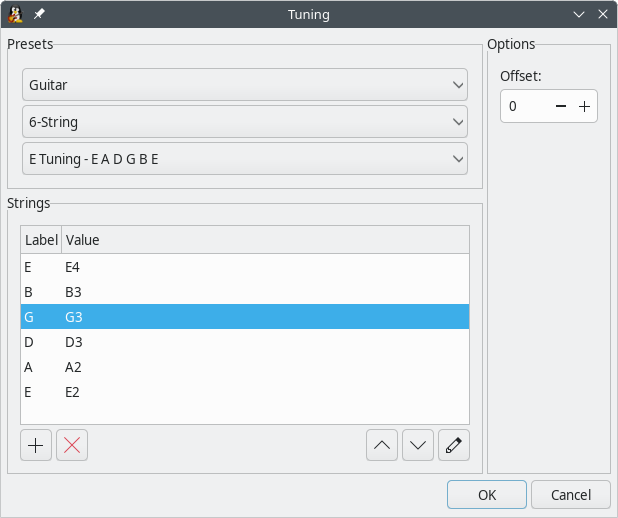 Tuning
Presets
Guitar
6-String
E Tuning - E A D G B E
Options
Offset:
0
Strings
Label Value
E E4
B B3
G G3
D D3
A A2
E E2
OK Cancel